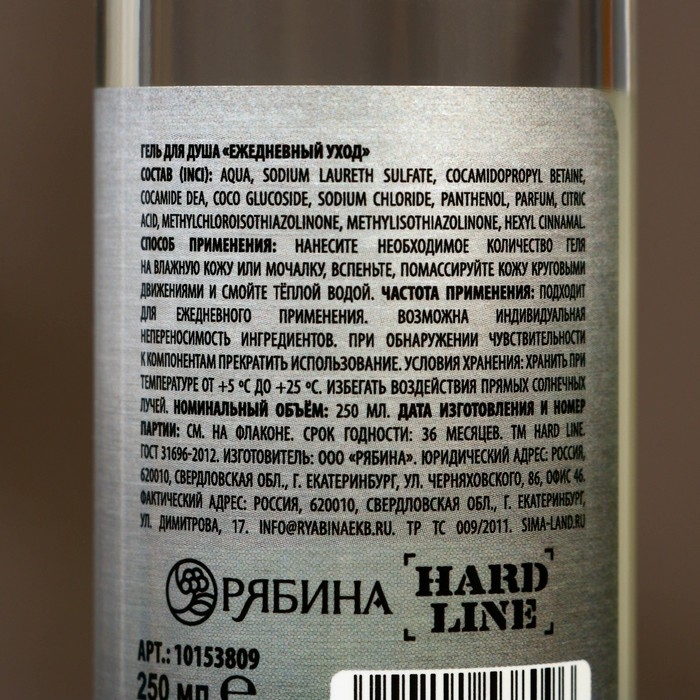 ГЕЛЬ ДЛЯ ДУША «ЕЖЕДНЕВНЫЙ УХОД»
СОСТАВ (INCI): AQUA, SODIUM LAURETH SULFATE, COCAMIDOPROPYL BETAINE,
COCAMIDE DEA, COCO GLUCOSIDE, SODIUM CHLORIDE, PANTHENOL, PARFUM, CITRIC
ACID, METHYLCHLOROISOTHIAZOLINONE, METHYLISOTHIAZOLINONE, HEXYL CINNAMAL.
СПОСОБ ПРИМЕНЕНИЯ: НАНЕСИТЕ НЕОБХОДИМОЕ КОЛИЧЕСТВО ГЕЛЯ
НА ВЛАЖНУЮ КОЖУ ИЛИ МОЧАЛКУ, ВСПЕНЬТЕ, ПОМАССИРУЙТЕ КОЖУ КРУГОВЫМИ
ДВИЖЕНИЯМИ И СМОЙТЕ ТЁПЛОЙ ВОДОЙ. ЧАСТОТА ПРИМЕНЕНИЯ: ПОДХОДИТ
ДЛЯ ЕЖЕДНЕВНОГО ПРИМЕНЕНИЯ. ВОЗМОЖНА ИНДИВИДУАЛЬНАЯ
НЕПЕРЕНОСИМОСТЬ ИНГРЕДИЕНТОВ. ПРИ ОБНАРУЖЕНИИ ЧУВСТВИТЕЛЬНОСТИ
К КОМПОНЕНТАМ ПРЕКРАТИТЬ ИСПОЛЬЗОВАНИЕ. УСЛОВИЯ ХРАНЕНИЯ: ХРАНИТЬ ПРИ
ТЕМПЕРАТУРЕ ОТ +5 ºС ДО +25 ºС. ИЗБЕГАТЬ ВОЗДЕЙСТВИЯ ПРЯМЫХ СОЛНЕЧНЫХ
ЛУЧЕЙ. НОМИНАЛЬНЫЙ ОБЪЁМ: 250 МЛ. ДАТА ИЗГОТОВЛЕНИЯ И НОМЕР
ПАРТИИ: СМ. НА ФЛАКОНЕ. СРОК ГОДНОСТИ: 36 МЕСЯЦЕВ. ТМ HARD LINE.
ГОСТ 31696-2012. ИЗГОТОВИТЕЛЬ: ООО «РЯБИНА». ЮРИДИЧЕСКИЙ АДРЕС: РОССИЯ,
620010, СВЕРДЛОВСКАЯ ОБЛ., Г. ЕКАТЕРИНБУРГ, УЛ. ЧЕРНЯХОВСКОГО, 86, ОФИС 46.
ФАКТИЧЕСКИЙ АДРЕС: РОССИЯ, 620010, СВЕРДЛОВСКАЯ ОБЛ., Г. ЕКАТЕРИНБУРГ,
УЛ. ДИМИТРОВА, 17. INFO@RYABINAEKB.RU. ТР ТС 009/2011. SIMA-LAND.RU
РЯБИНА HARD
LINE
АРТ.: 10153809
250 мл e